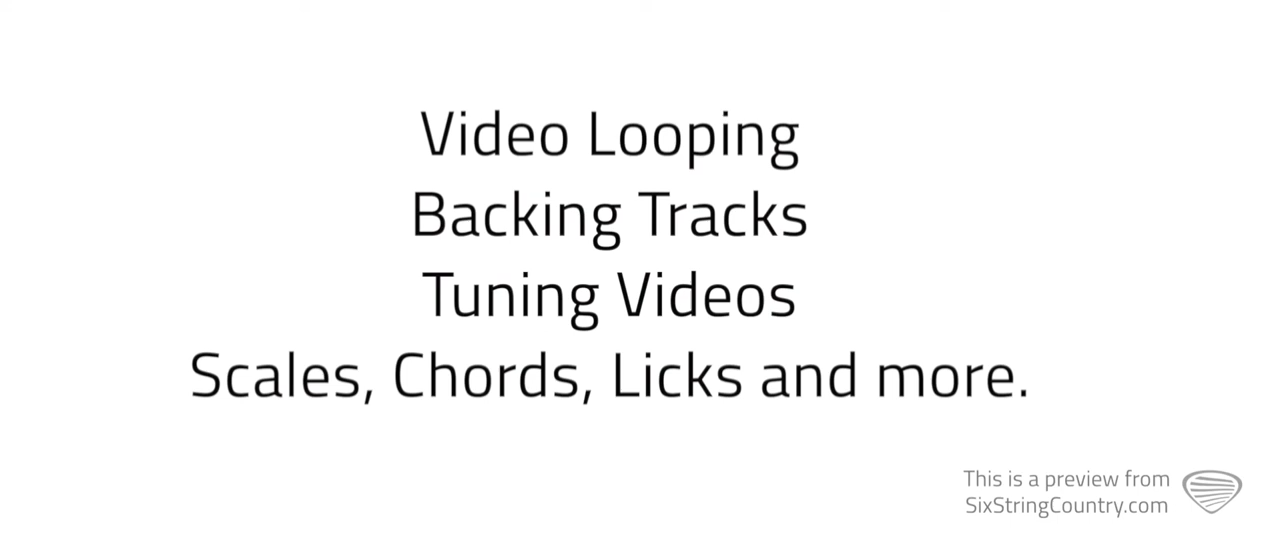 Video Looping
Backing Tracks
Tuning Videos
Scales, Chords, Licks and more.
This is a preview from
SixStringCountry.com